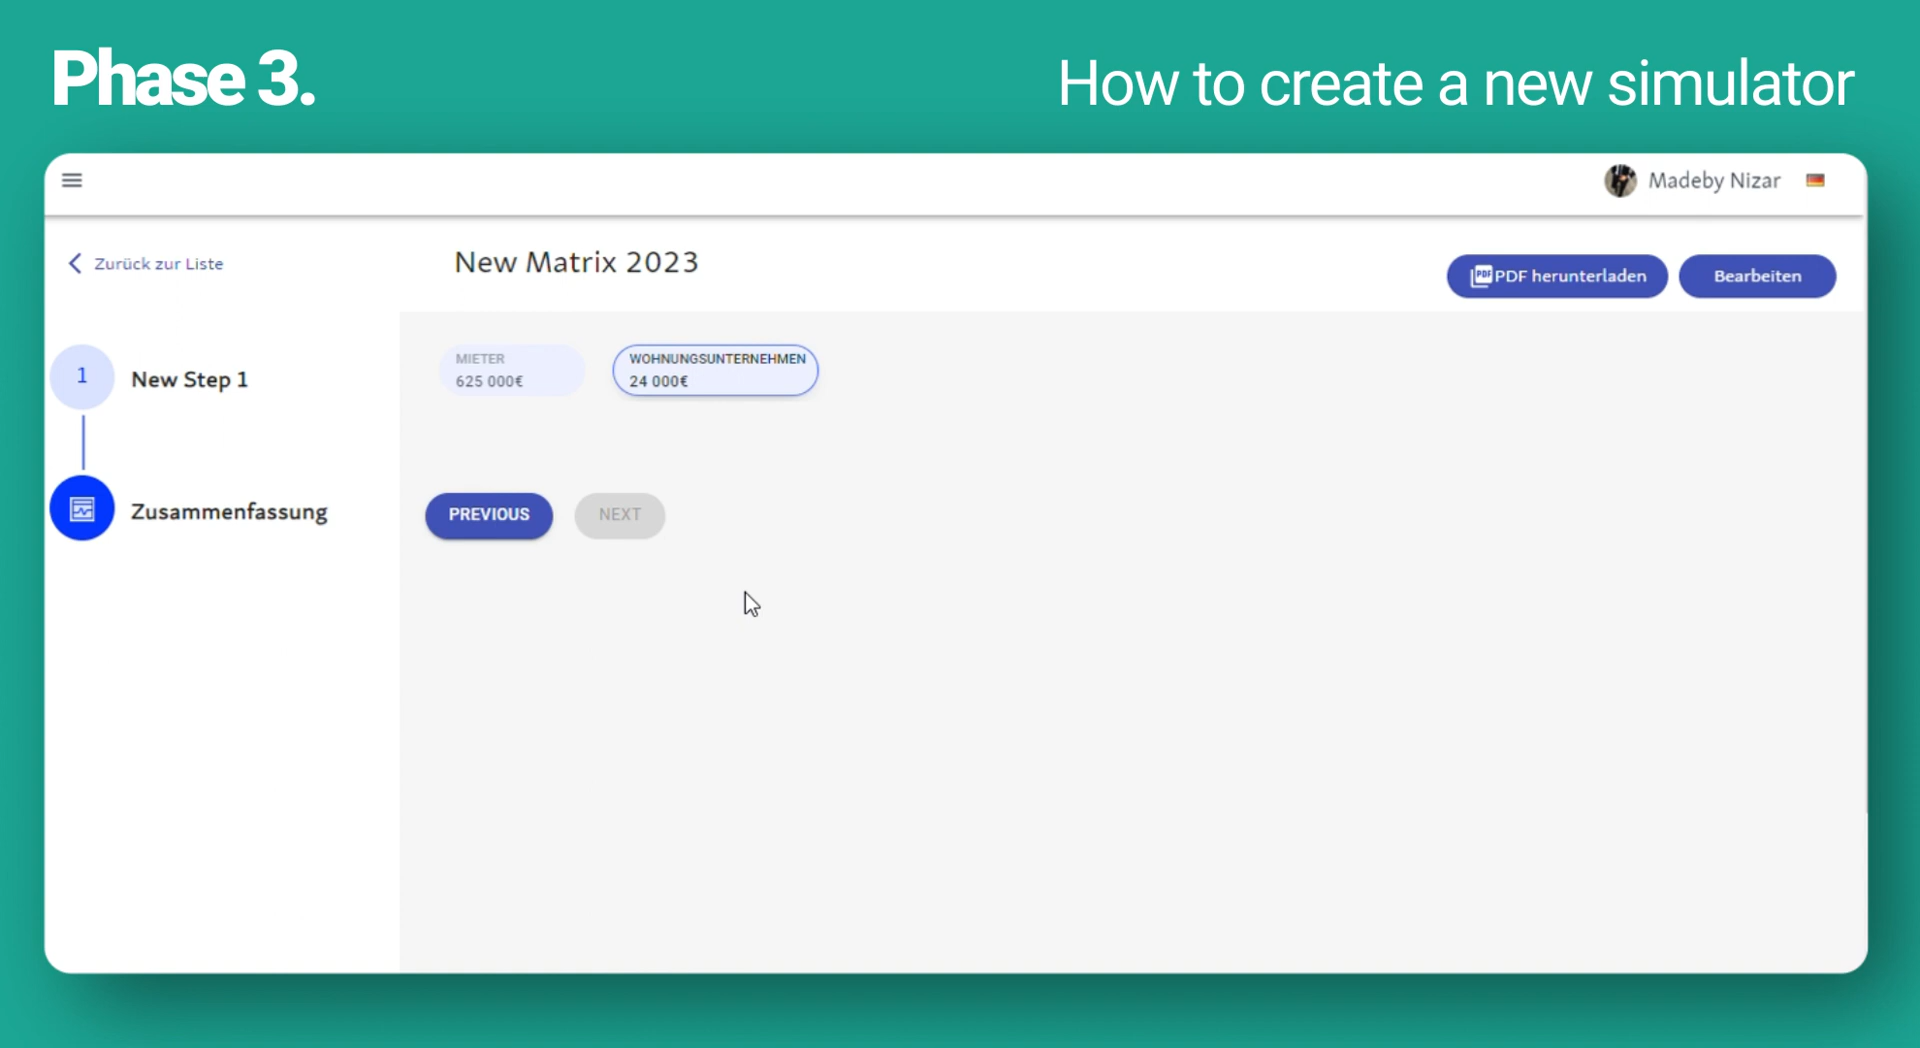 Phase 3.
How to create a new simulator
Madeby Nizar
Zurück zur Liste
New Matrix 2023
PDF PDF herunterladen
Bearbeiten
1 New Step 1
Zusammenfassung
MIETER
625 000€
WOHNUNGSUNTERNEHMEN
24 000€
PREVIOUS
NEXT